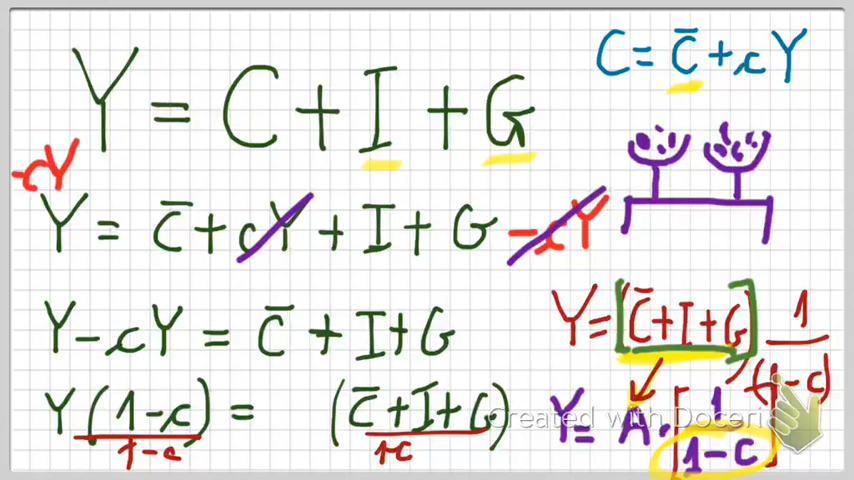 C = C̄ + cY
Y = C + I + G
-cY
Y = C̄ + cY + I + G - cY
Y - cY = C̄ + I + G
Y = [C̄ + I + G] 1/(1-c)
Y (1-c) = (C̄ + I + G)
1-c 1-c
Y = A · [1/1-c]
Created with Doceri